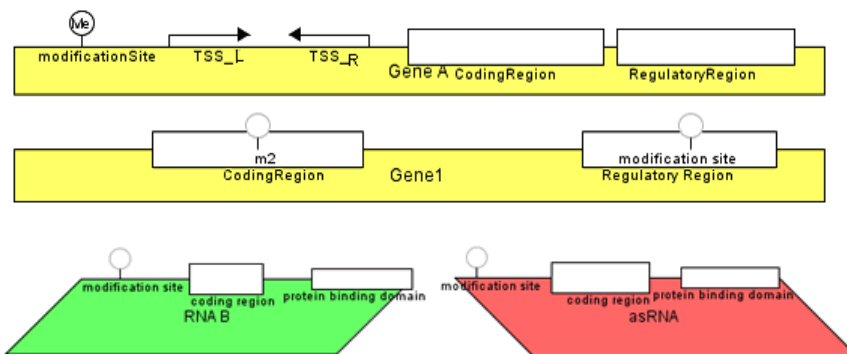 Me
modificationSite TSS_L TSS_R Gene A CodingRegion RegulatoryRegion
m2 modification site
CodingRegion Gene1 Regulatory Region
modification site coding region protein binding domain
RNA B
modification site coding region protein binding domain
asRNA